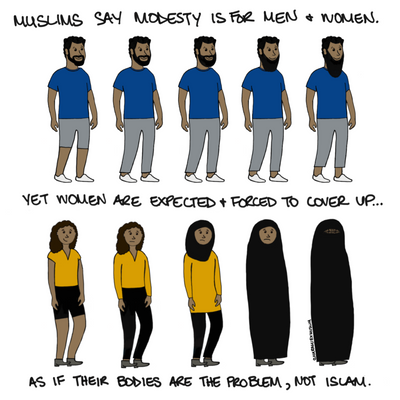 MUSLIMS SAY MODESTY IS FOR MEN & WOMEN.
YET WOMEN ARE EXPECTED & FORCED TO COVER UP...
AS IF THEIR BODIES ARE THE PROBLEM, NOT ISLAM.